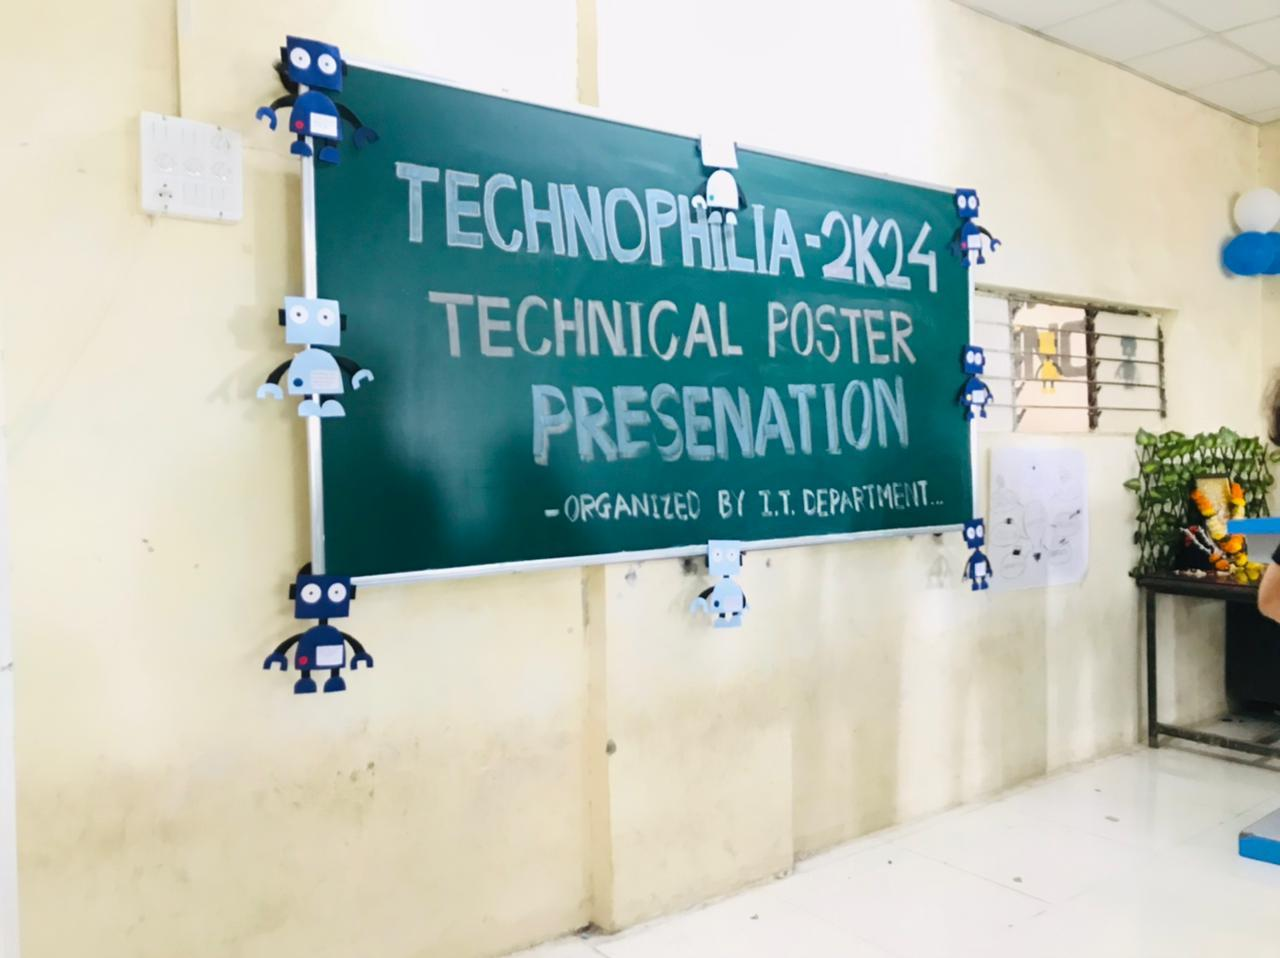 TECHNOPHILIA-2K24
TECHNICAL POSTER
PRESENATION
-ORGANIZED BY I.T. DEPARTMENT...